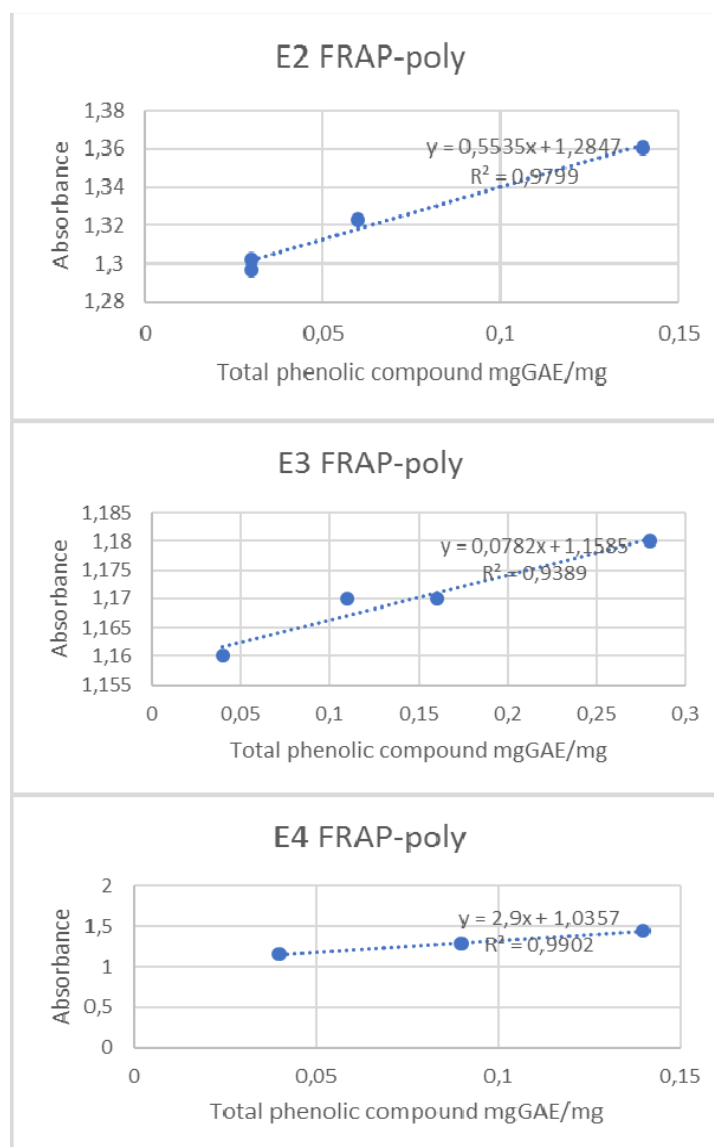 E2 FRAP-poly
1,38
1,36
1,34
1,32
1,3
1,28
Absorbance
y = 0,5535x + 1,2847
R² = 0,9799
0
0,05
0,1
0,15
Total phenolic compound mgGAE/mg
E3 FRAP-poly
1,185
1,18
1,175
1,17
1,165
1,16
1,155
Absorbance
y = 0,0782x + 1,1585
R² = 0,9389
0
0,05
0,1
0,15
0,2
0,25
0,3
Total phenolic compound mgGAE/mg
E4 FRAP-poly
2
1,5
1
0,5
0
Absorbance
y = 2,9x + 1,0357
R² = 0,9902
0
0,05
0,1
0,15
Total phenolic compound mgGAE/mg